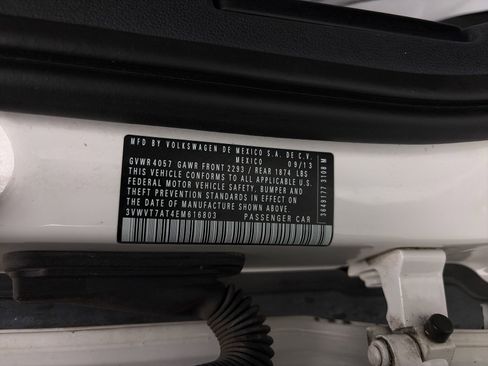 MFD BY VOLKSWAGEN DE MEXICO S.A. DE C.V.
MEXICO 09/13
GVWR 4057 GAWR FRONT 2293 / REAR 1874 LBS
THIS VEHICLE CONFORMS TO ALL APPLICABLE U.S.
FEDERAL MOTOR VEHICLE SAFETY, BUMPER AND
THEFT PREVENTION STANDARDS IN EFFECT ON
THE DATE OF MANUFACTURE SHOWN ABOVE.
3VWVT7AT4EM616803 PASSENGER CAR
3649177 3108 M